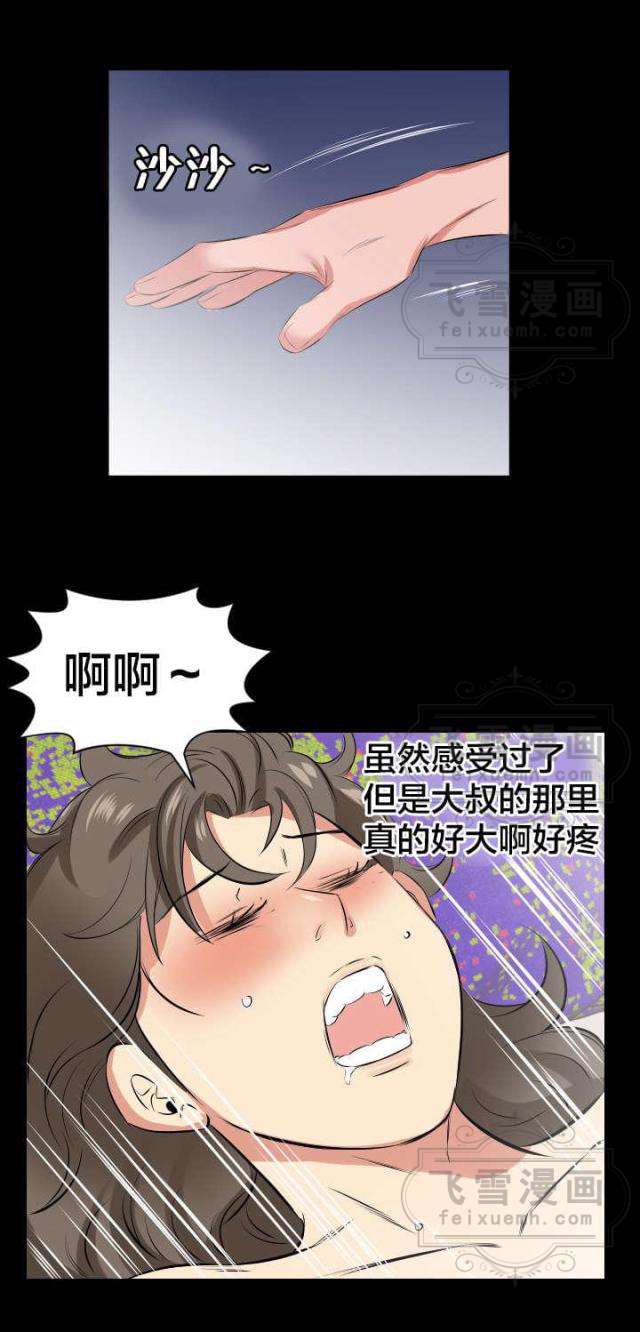 沙沙~
飞雪漫画
feixuemh.com
啊啊~
虽然感受过了
但是大叔的那里
真的好大啊好疼
飞雪漫画
feixuemh.com